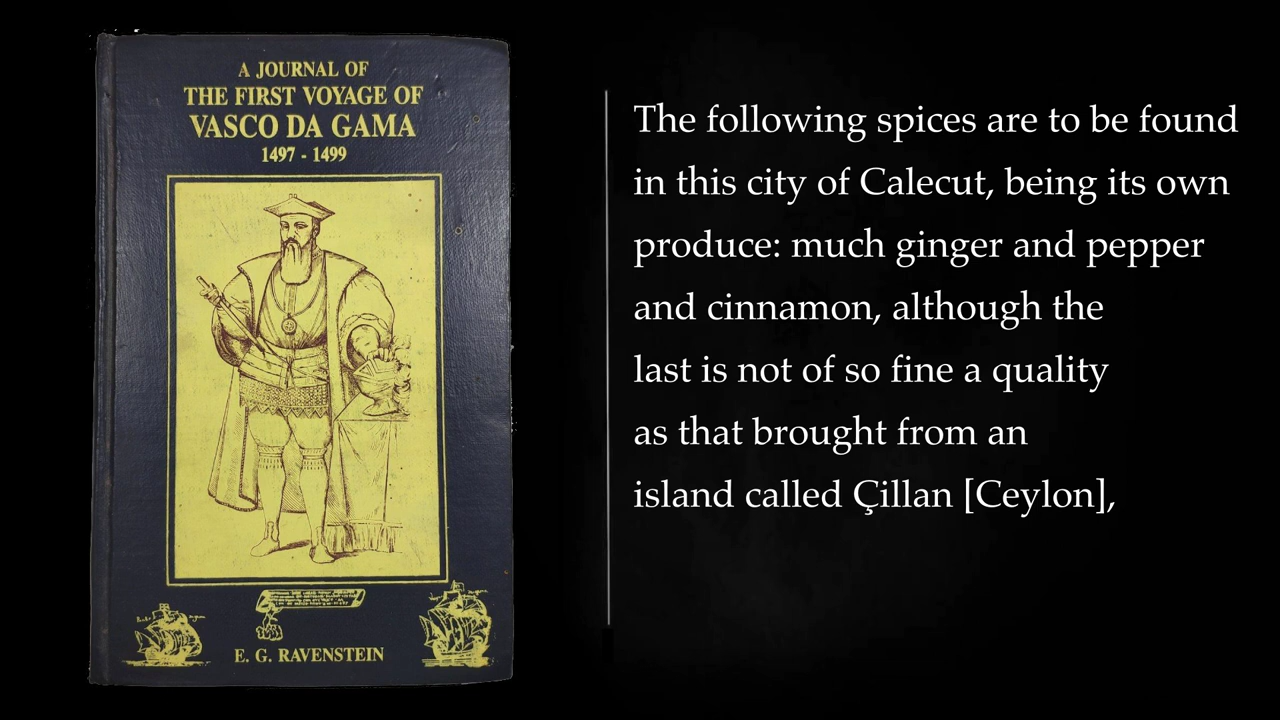 A JOURNAL OF
THE FIRST VOYAGE OF
VASCO DA GAMA
1497 - 1499
E. G. RAVENSTEIN
The following spices are to be found
in this city of Calecut, being its own
produce: much ginger and pepper
and cinnamon, although the
last is not of so fine a quality
as that brought from an
island called Çillan [Ceylon],